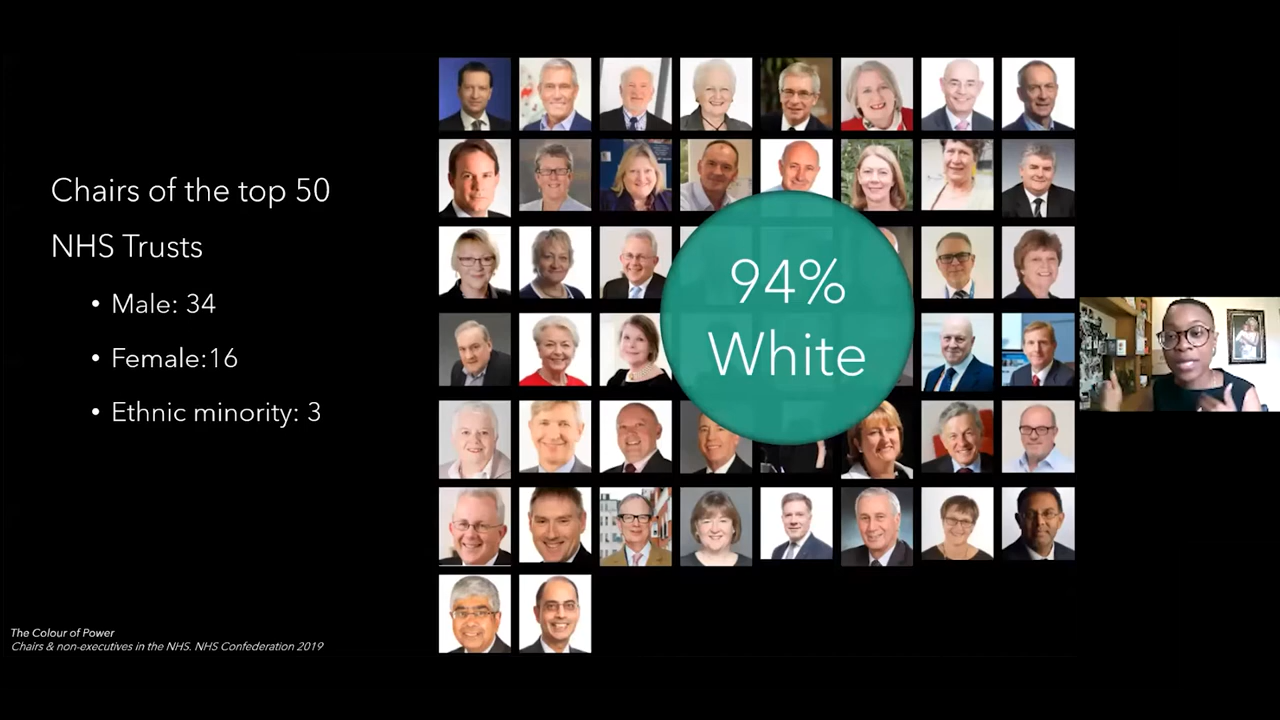 Chairs of the top 50
NHS Trusts
• Male: 34
• Female:16
• Ethnic minority: 3
94%
White
The Colour of Power
Chairs & non-executives in the NHS. NHS Confederation 2019